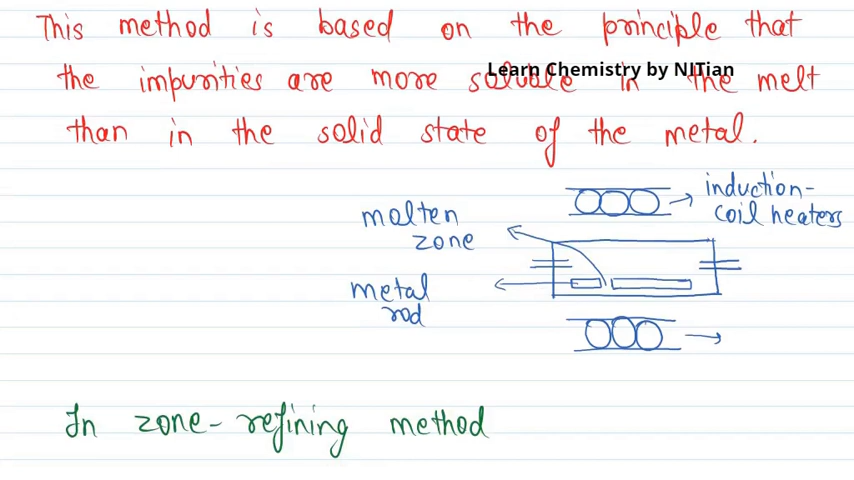 This method is based on the principle that
the impurities are more soluble in the melt
Learn Chemistry by NITian
than in the solid state of the metal.
induction-
coil heaters
molten
zone
metal
rod
In zone-refining method